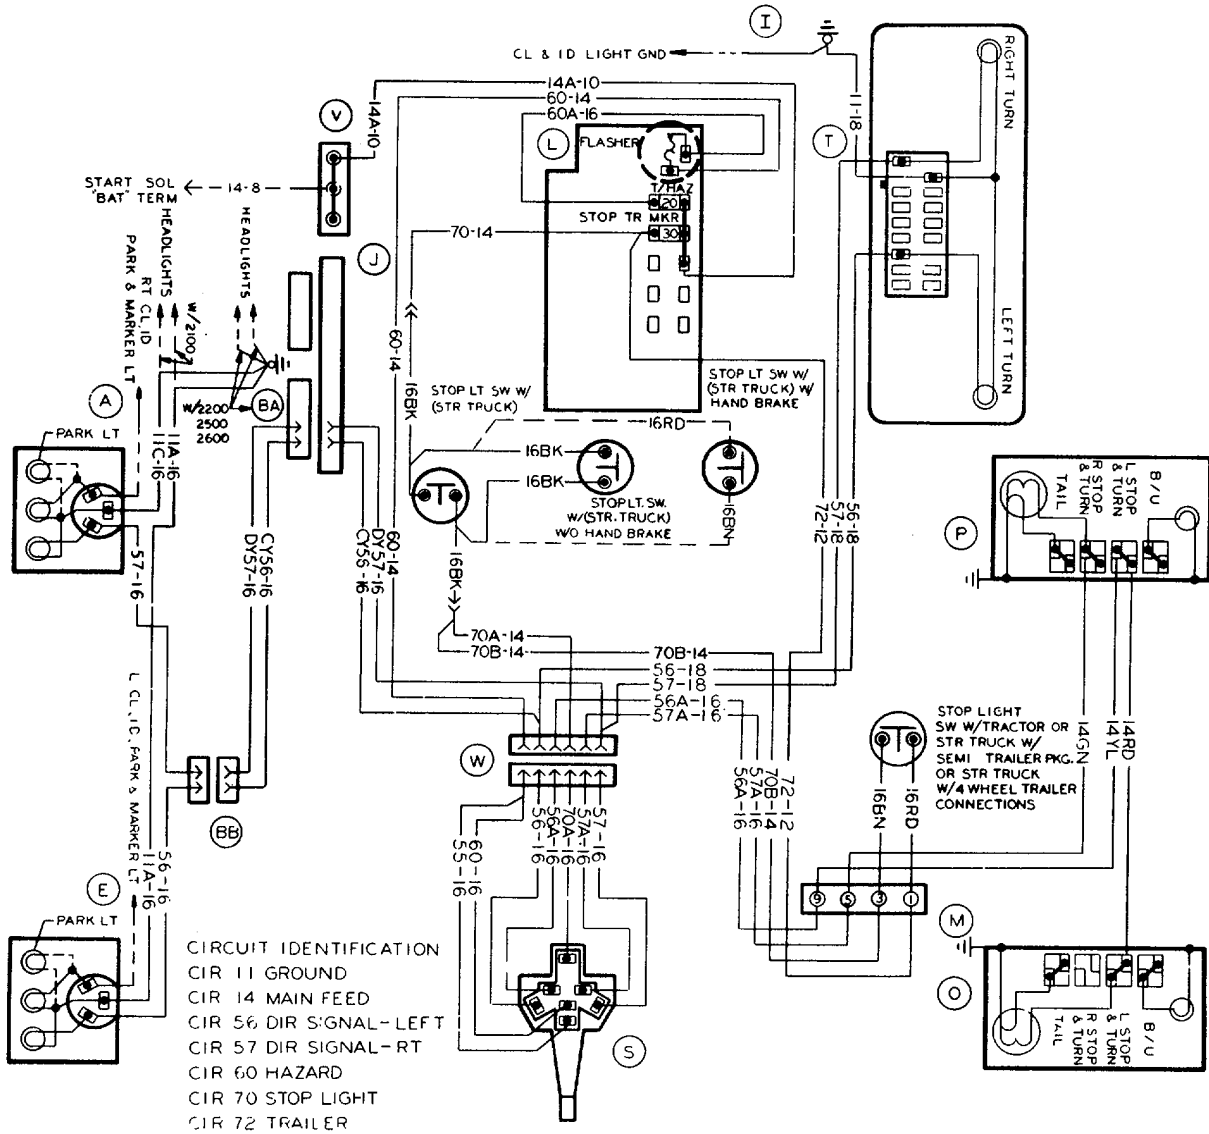 I
CL & ID LIGHT GND
14A-10
60-14
60A-16
11-18
RIGHT TURN
LEFT TURN
T
V
14A-10
L
FLASHER
T/HAZ
20
STOP TR MKR
30
START SOL
"BAT" TERM
14-8
70-14
J
HEADLIGHTS
HEADLIGHTS
RT CL, ID
PARK & MARKER LT
W/2100
60-14
16BK
STOP LT SW W/
(STR TRUCK)
STOP LT SW W/
(STR TRUCK) W/
HAND BRAKE
16RD
BA
W/2200
2500
2600
A
PARK LT
11A-16
11C-16
16BK
16BK
STOP LT. SW.
W/(STR. TRUCK)
W/O HAND BRAKE
16BN
56-18
57-18
72-12
TAIL
R STOP
& TURN
L STOP
& TURN
B/U
P
57-16
CY56-16
DY57-16
60-14
DY57-16
CY56-16
16BK
70A-14
70B-14
70B-14
56-18
57-18
56A-16
57A-16
72-12
14GN
14YL
14RD
STOP LIGHT
SW W/TRACTOR OR
STR TRUCK W/
SEMI TRAILER PKG.
OR STR TRUCK
W/4 WHEEL TRAILER
CONNECTIONS
16BN
16RD
L CL, ID, PARK & MARKER LT
W
BB
56A-16
57A-16
70B-14
72-12
56-16
56A-16
70A-16
57A-16
57-16
60-16
55-16
11A-16
56-16
9
5
3
1
M
E
PARK LT
O
S
TAIL
R STOP
& TURN
L STOP
& TURN
B/U
CIRCUIT IDENTIFICATION
CIR 11 GROUND
CIR 14 MAIN FEED
CIR 56 DIR SIGNAL-LEFT
CIR 57 DIR SIGNAL-RT
CIR 60 HAZARD
CIR 70 STOP LIGHT
CIR 72 TRAILER